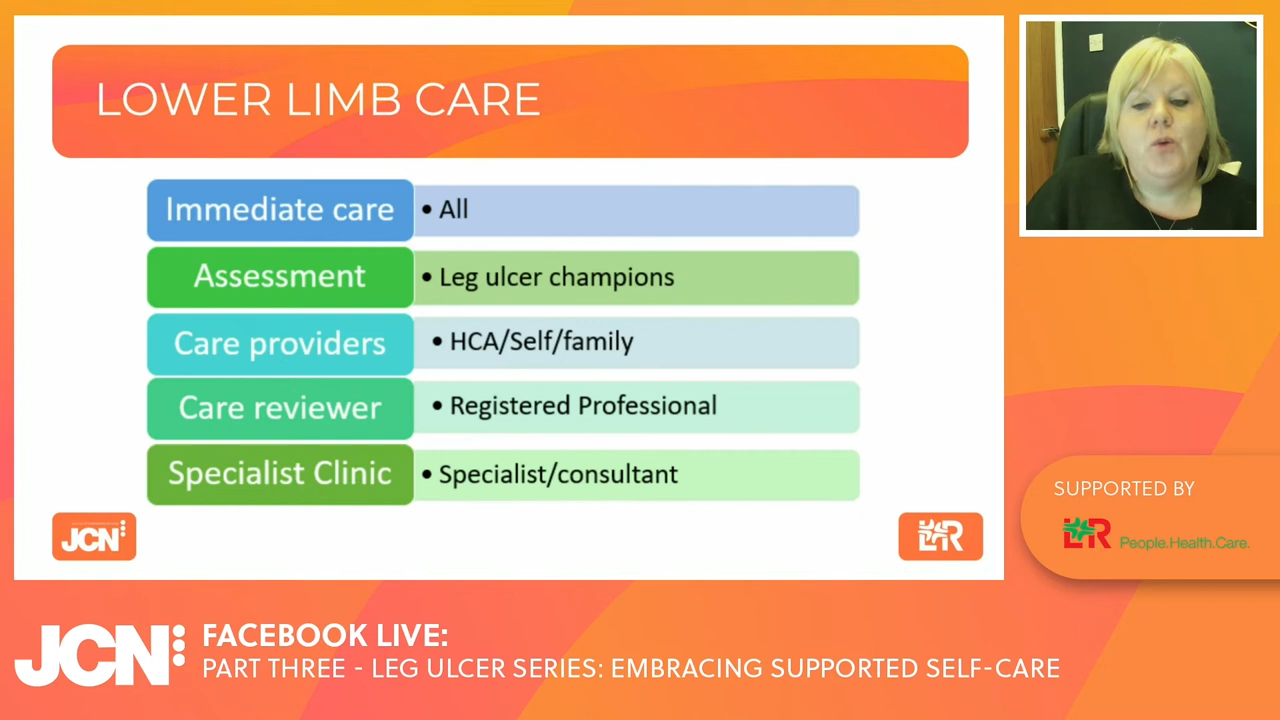 LOWER LIMB CARE
Immediate care
• All
Assessment
• Leg ulcer champions
Care providers
• HCA/Self/family
Care reviewer
• Registered Professional
Specialist Clinic
• Specialist/consultant
JCN
L&R
SUPPORTED BY
L&R People.Health.Care.
JCN
FACEBOOK LIVE:
PART THREE - LEG ULCER SERIES: EMBRACING SUPPORTED SELF-CARE